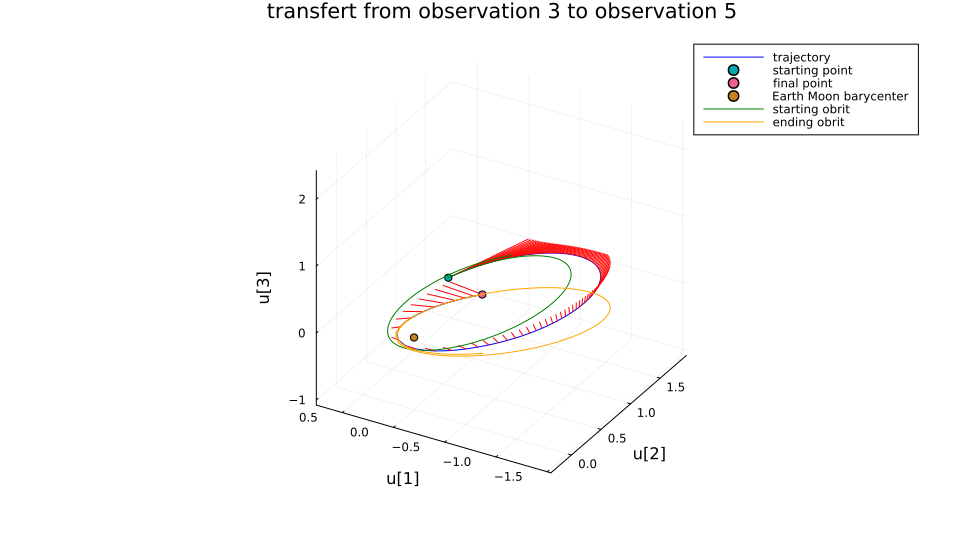 transfert from observation 3 to observation 5
trajectory
starting point
final point
Earth Moon barycenter
starting obrit
ending obrit
2
1
0
−1
u[3]
0.5
0.0
−0.5
−1.0
−1.5
u[1]
0.0
0.5
1.0
1.5
u[2]